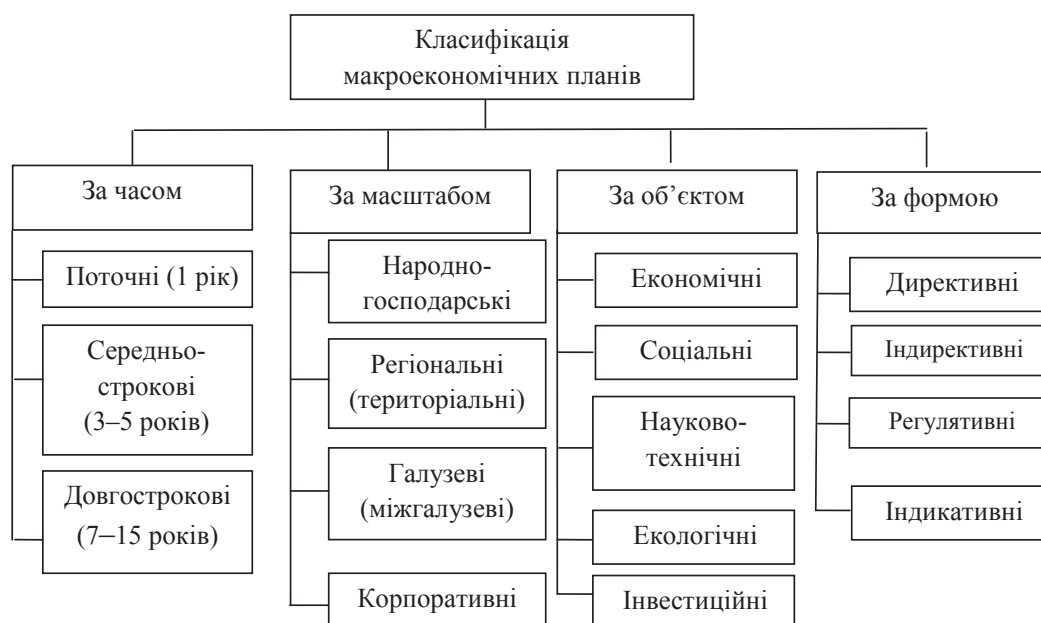 Класифікація
макроекономічних планів
За часом
Поточні (1 рік)
Середньо-
строкові
(3–5 років)
Довгострокові
(7–15 років)
За масштабом
Народно-
господарські
Регіональні
(територіальні)
Галузеві
(міжгалузеві)
Корпоративні
За об’єктом
Економічні
Соціальні
Науково-
технічні
Екологічні
Інвестиційні
За формою
Директивні
Індирективні
Регулятивні
Індикативні